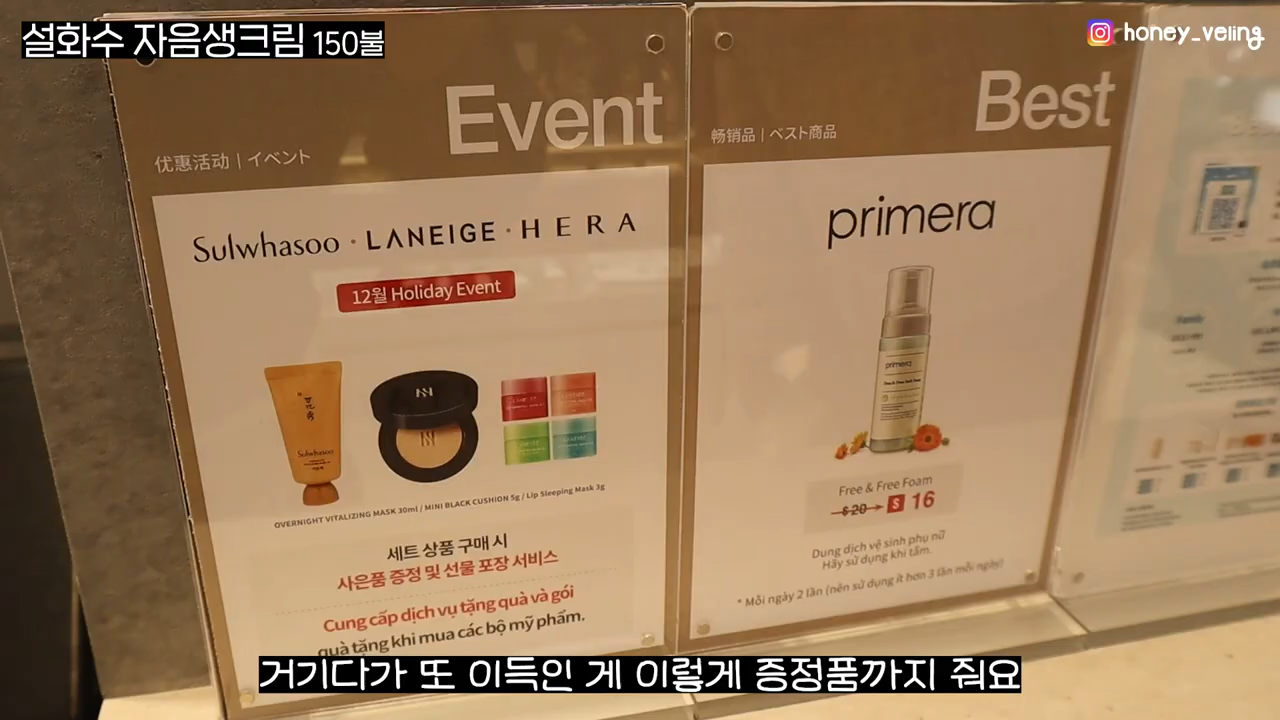 설화수 자음생크림 150불
honey_veling
Event
优惠活动 | イベント
Sulwhasoo · LANEIGE · HERA
12월 Holiday Event
Sulwhasoo
OVERNIGHT VITALIZING MASK 30ml / MINI BLACK CUSHION 5g / Lip Sleeping Mask 3g
세트 상품 구매 시
사은품 증정 및 선물 포장 서비스
Cung cấp dịch vụ tặng quà và gói
quà tặng khi mua các bộ mỹ phẩm.
Best
畅销品 | ベスト商品
primera
primera
Free & Free Foam
$20 → $ 16
Dung dịch vệ sinh phụ nữ
Hãy sử dụng khi tắm.
* Mỗi ngày 2 lần (nên sử dụng ít hơn 3 lần mỗi ngày)
거기다가 또 이득인 게 이렇게 증정품까지 줘요